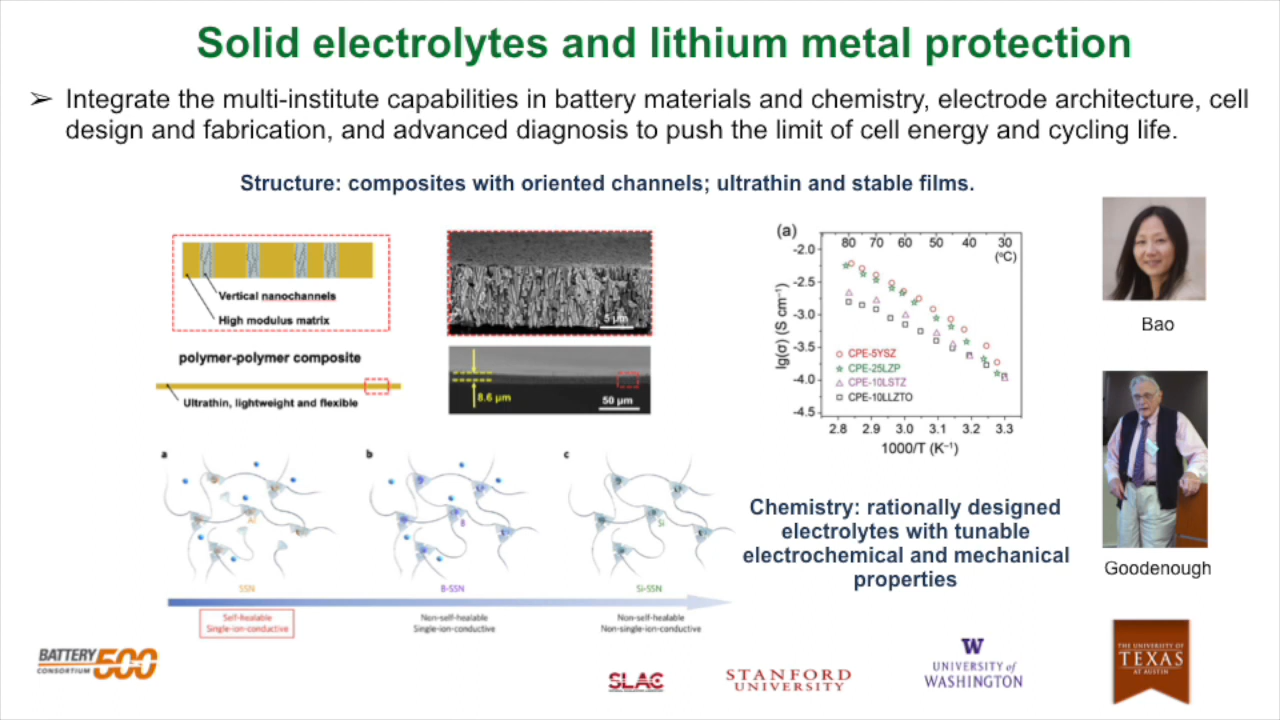 Solid electrolytes and lithium metal protection
➢ Integrate the multi-institute capabilities in battery materials and chemistry, electrode architecture, cell
design and fabrication, and advanced diagnosis to push the limit of cell energy and cycling life.
Structure: composites with oriented channels; ultrathin and stable films.
Vertical nanochannels
High modulus matrix
polymer-polymer composite
Ultrathin, lightweight and flexible
5 µm
8.6 µm
50 µm
(a)
80 70 60 50 40 30
(°C)
-2.0
-2.5
-3.0
-3.5
-4.0
-4.5
lg(σ) (S cm⁻¹)
CPE-5YSZ
CPE-25LZP
CPE-10LSTZ
CPE-10LLZTO
2.8 2.9 3.0 3.1 3.2 3.3
1000/T (K⁻¹)
Bao
a b c
Al B Si
SSN B-SSN Si-SSN
Self-healable Non-self-healable Non-self-healable
Single-ion-conductive Single-ion-conductive Non-single-ion-conductive
Chemistry: rationally designed
electrolytes with tunable
electrochemical and mechanical
properties
Goodenough
BATTERY 500
CONSORTIUM
SLAC
STANFORD
UNIVERSITY
W
UNIVERSITY of
WASHINGTON
THE UNIVERSITY OF
TEXAS
AT AUSTIN